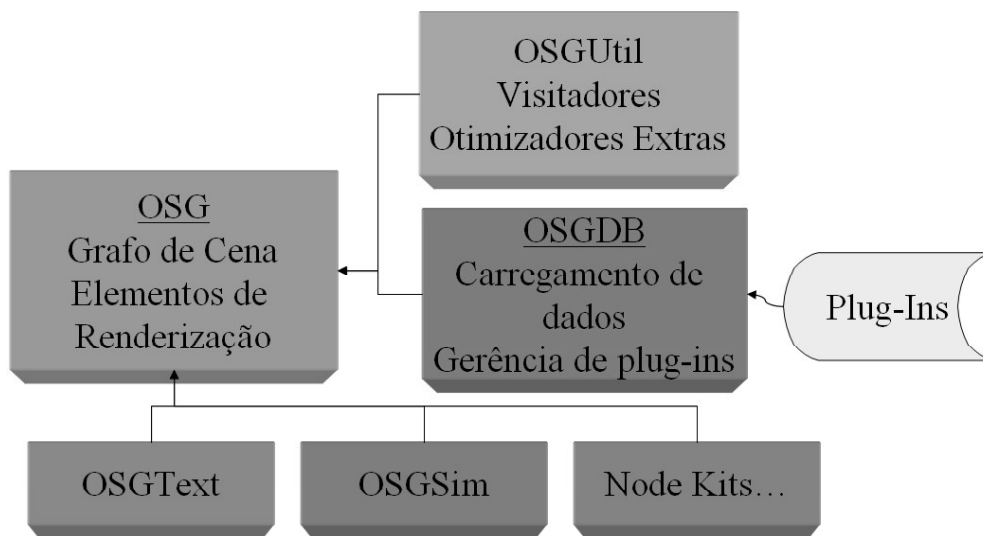 OSGUtil
Visitadores
Otimizadores Extras
OSG
Grafo de Cena
Elementos de
Renderização
OSGDB
Carregamento de
dados
Gerência de plug-ins
Plug-Ins
OSGText
OSGSim
Node Kits…